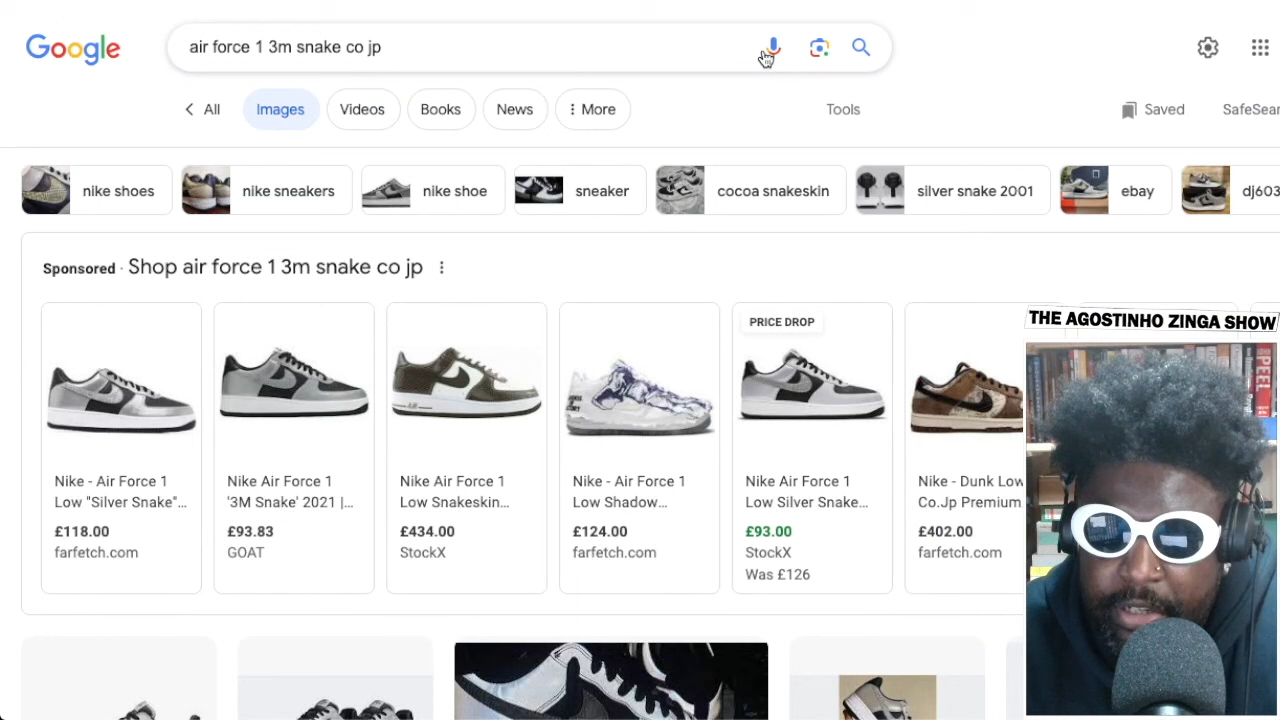 Google
air force 1 3m snake co jp
All
Images
Videos
Books
News
More
Tools
Saved
SafeSear
nike shoes
nike sneakers
nike shoe
sneaker
cocoa snakeskin
silver snake 2001
ebay
dj603
Sponsored · Shop air force 1 3m snake co jp
PRICE DROP
Nike - Air Force 1
Low "Silver Snake"...
£118.00
farfetch.com
Nike Air Force 1
'3M Snake' 2021 |...
£93.83
GOAT
Nike Air Force 1
Low Snakeskin...
£434.00
StockX
Nike - Air Force 1
Low Shadow...
£124.00
farfetch.com
Nike Air Force 1
Low Silver Snake...
£93.00
StockX
Was £126
Nike - Dunk Low
Co.Jp Premium
£402.00
farfetch.com
THE AGOSTINHO ZINGA SHOW
PEEL